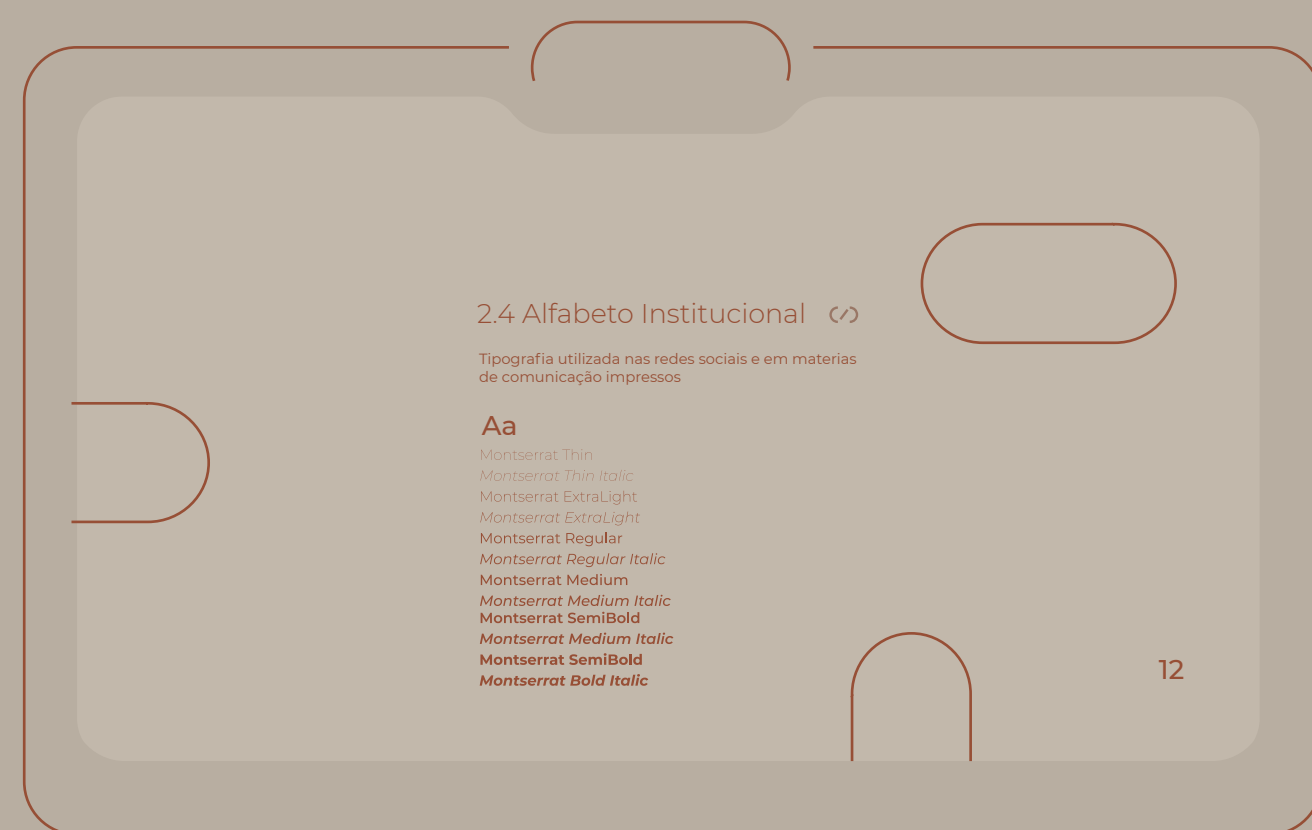 2.4 Alfabeto Institucional
Tipografia utilizada nas redes sociais e em materias
de comunicação impressos
Aa
Montserrat Thin
Montserrat Thin Italic
Montserrat ExtraLight
Montserrat ExtraLight
Montserrat Regular
Montserrat Regular Italic
Montserrat Medium
Montserrat Medium Italic
Montserrat SemiBold
Montserrat Medium Italic
Montserrat SemiBold
Montserrat Bold Italic
12